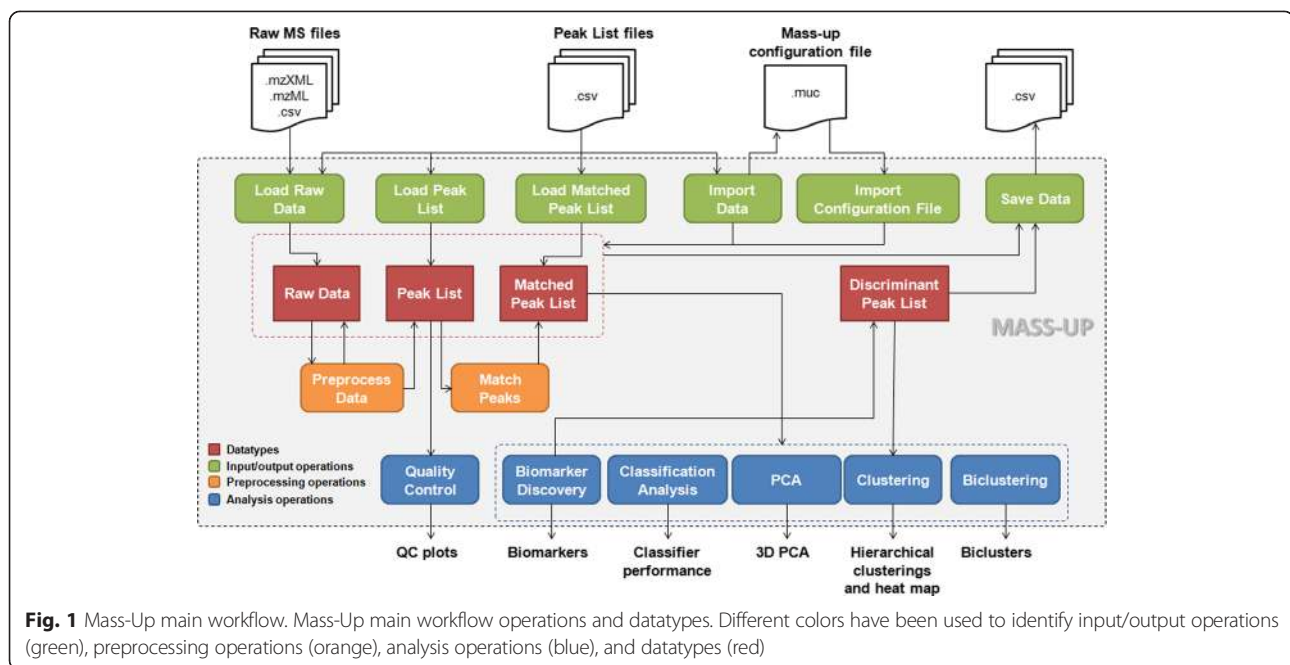 Raw MS files
Peak List files
Mass-up
configuration file
.mzXML
.mzML
.csv
.csv
.muc
.csv
Load Raw
Data
Load Peak
List
Load Matched
Peak List
Import
Data
Import
Configuration File
Save Data
Raw Data
Peak List
Matched
Peak List
Discriminant
Peak List
MASS-UP
Preprocess
Data
Match
Peaks
Datatypes
Input/output operations
Preprocessing operations
Analysis operations
Quality
Control
Biomarker
Discovery
Classification
Analysis
PCA
Clustering
Biclustering
QC plots
Biomarkers
Classifier
performance
3D PCA
Hierarchical
clusterings
and heat map
Biclusters
Fig. 1 Mass-Up main workflow. Mass-Up main workflow operations and datatypes. Different colors have been used to identify input/output operations
(green), preprocessing operations (orange), analysis operations (blue), and datatypes (red)